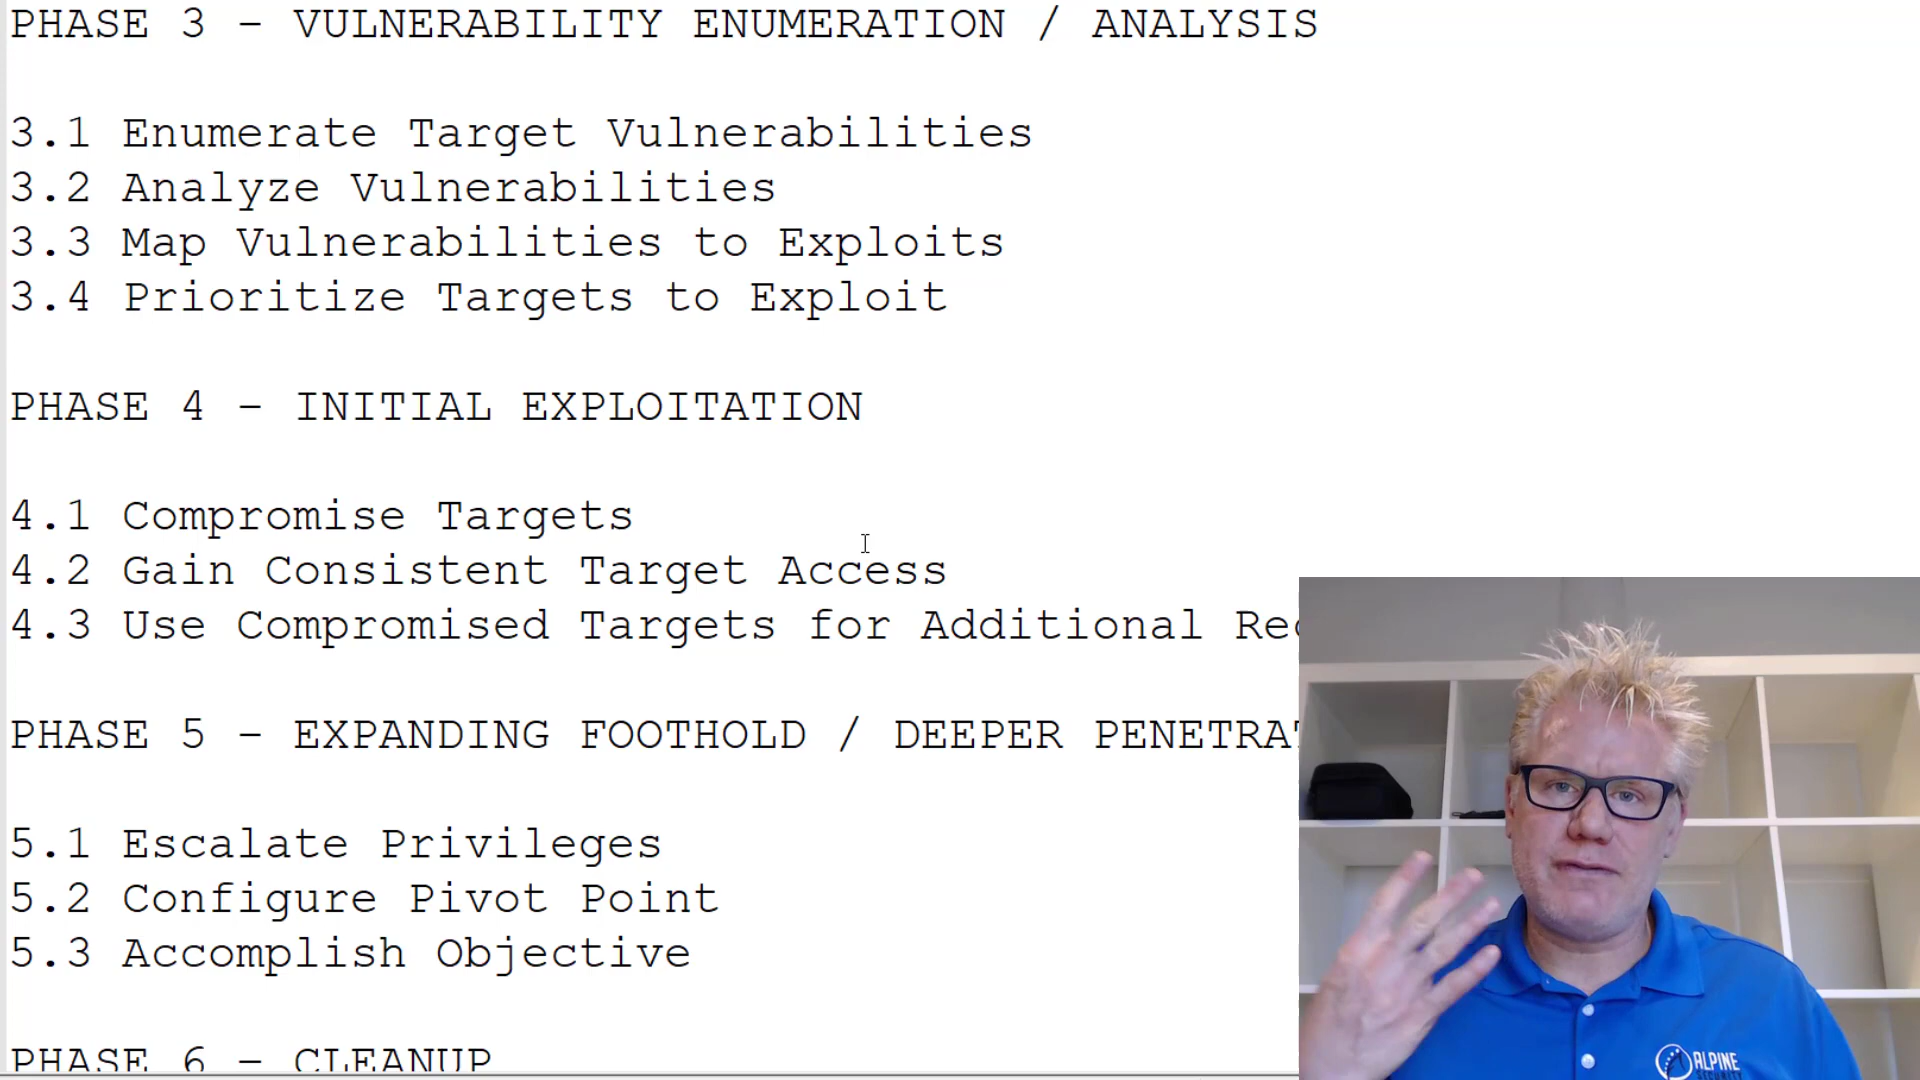 PHASE 3 – VULNERABILITY ENUMERATION / ANALYSIS
3.1 Enumerate Target Vulnerabilities
3.2 Analyze Vulnerabilities
3.3 Map Vulnerabilities to Exploits
3.4 Prioritize Targets to Exploit
PHASE 4 – INITIAL EXPLOITATION
4.1 Compromise Targets
4.2 Gain Consistent Target Access
4.3 Use Compromised Targets for Additional
PHASE 5 – EXPANDING FOOTHOLD / DEEPER
5.1 Escalate Privileges
5.2 Configure Pivot Point
5.3 Accomplish Objective
PHASE 6 – CLEANUP
ALPINE
SECURITY